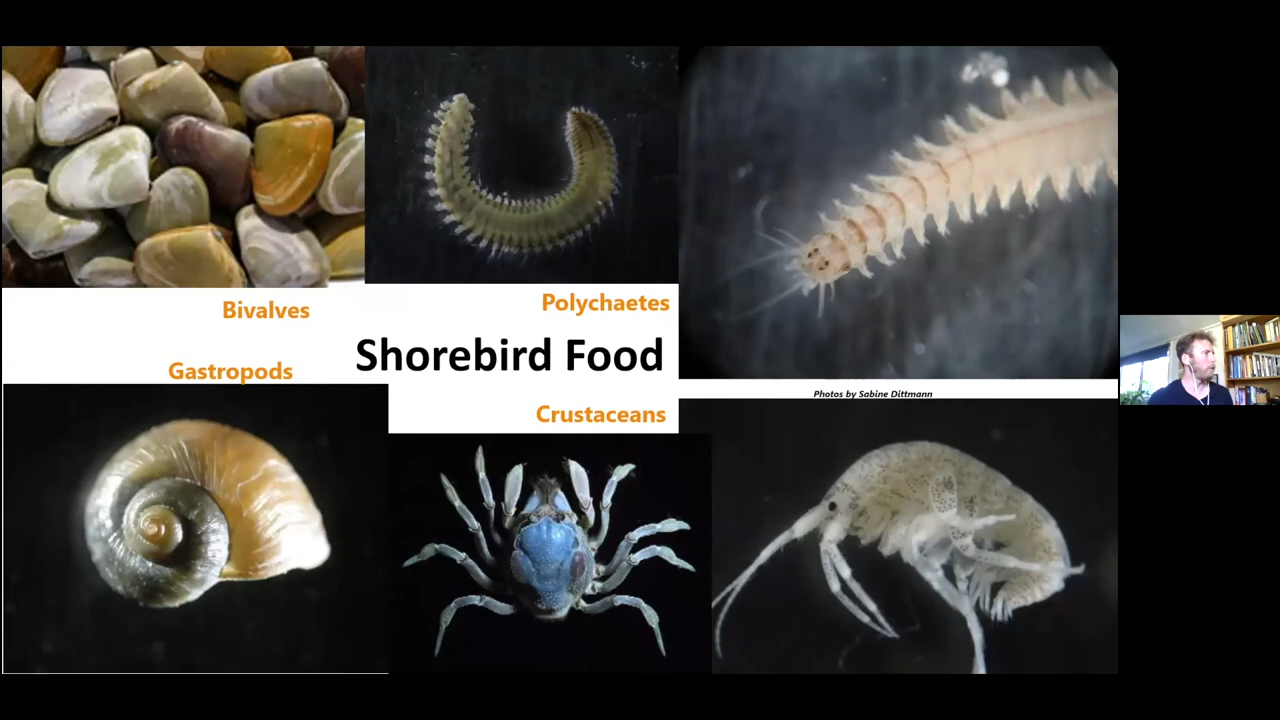 Bivalves
Polychaetes
Shorebird Food
Gastropods
Photos by Sabine Dittmann
Crustaceans